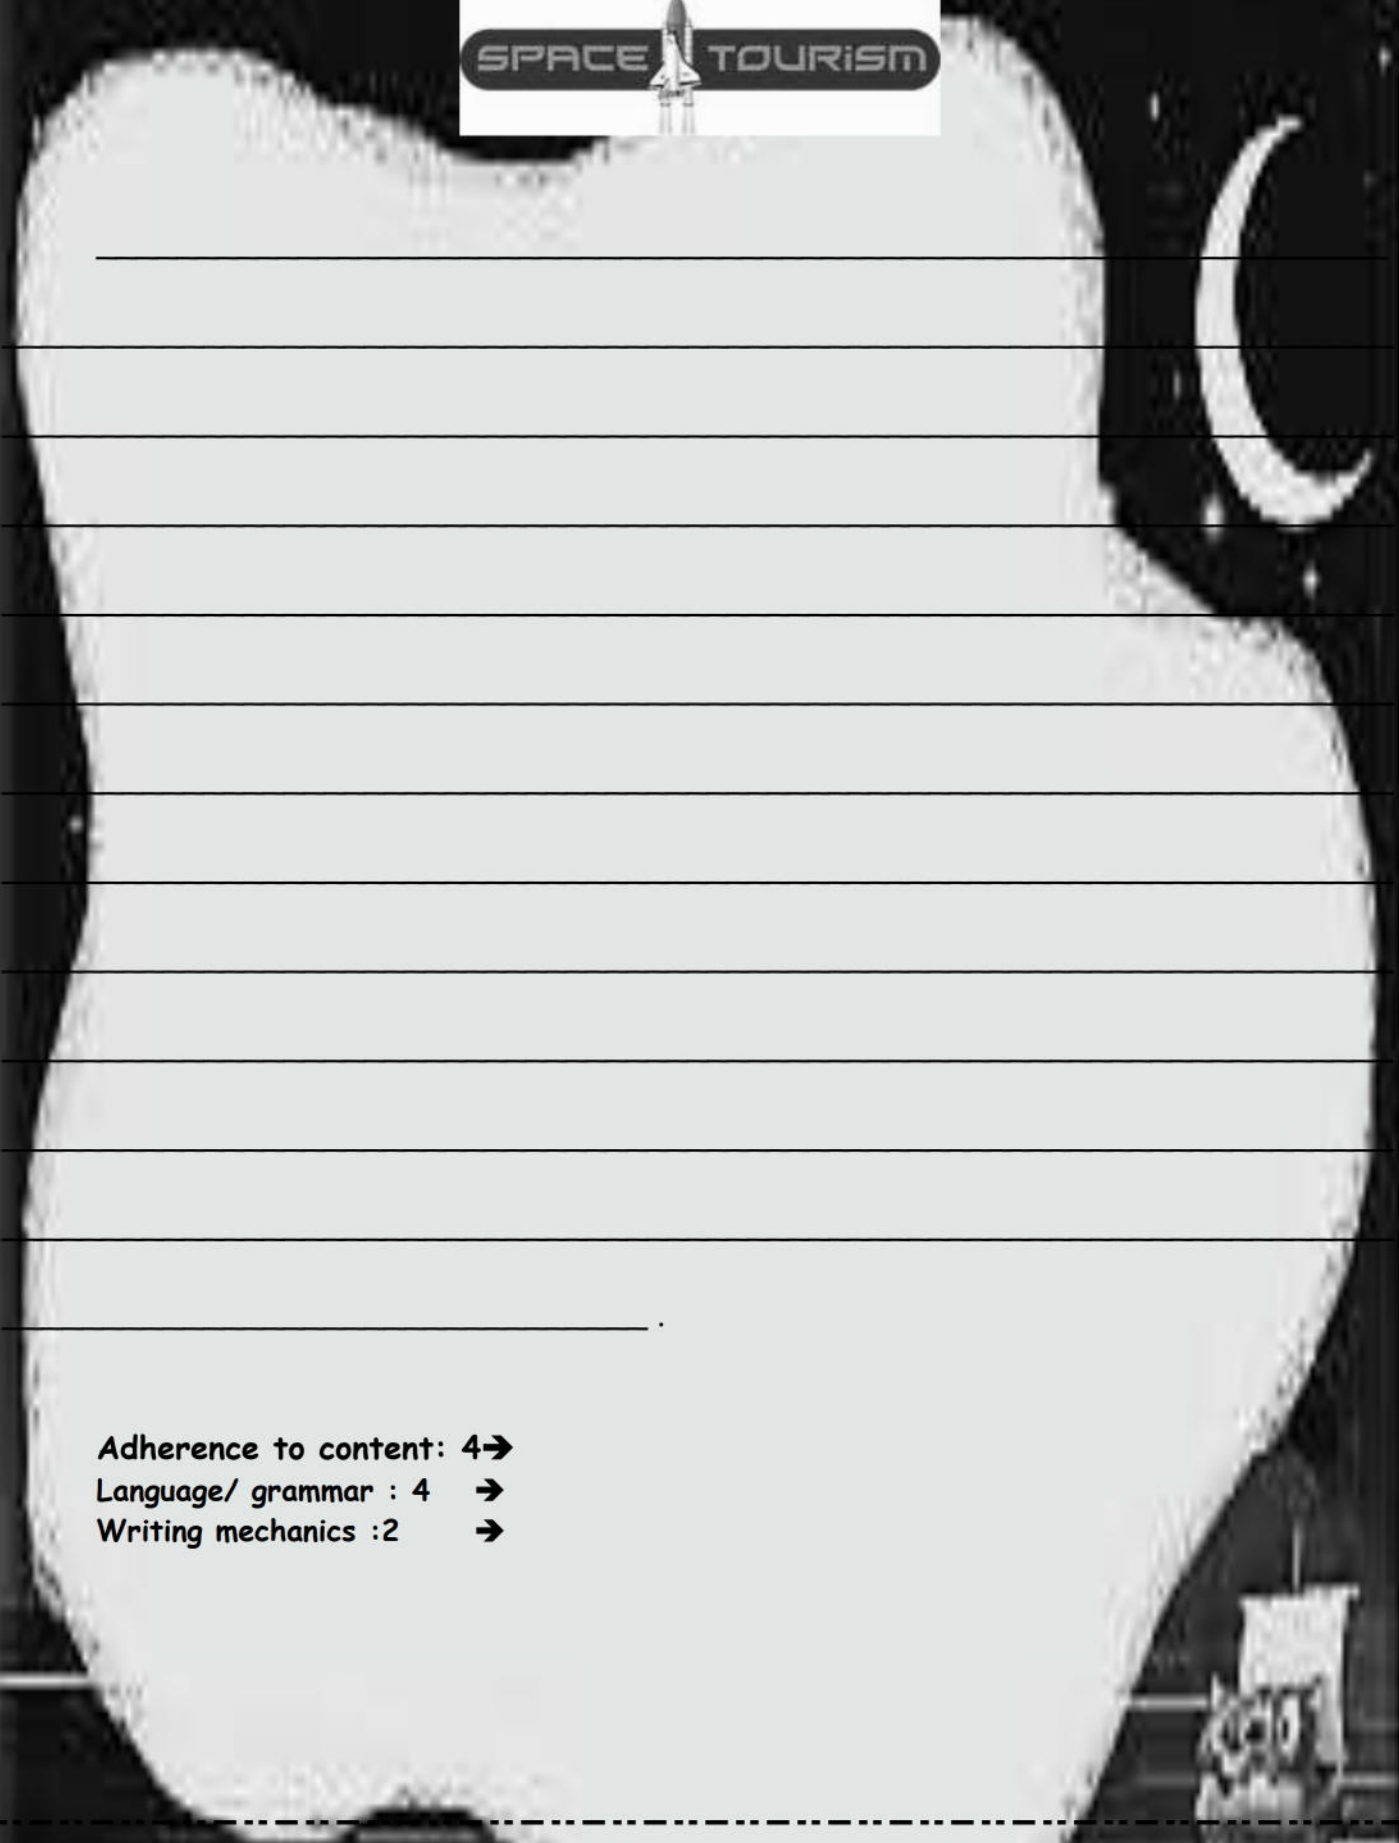 SPACE TOURiSM
.
Adherence to content: 4➔
Language/ grammar : 4 ➔
Writing mechanics :2 ➔